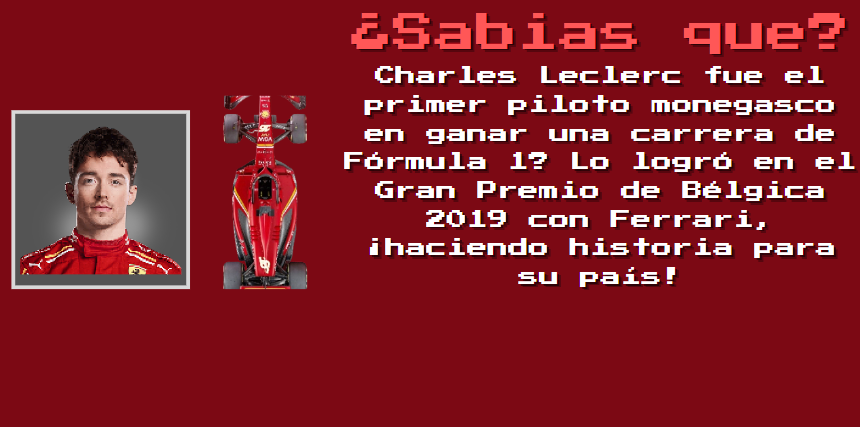 ¿Sabias que?
Charles Leclerc fue el
primer piloto monegasco
en ganar una carrera de
Fórmula 1? Lo logró en el
Gran Premio de Bélgica
2019 con Ferrari,
¡haciendo historia para
su país!